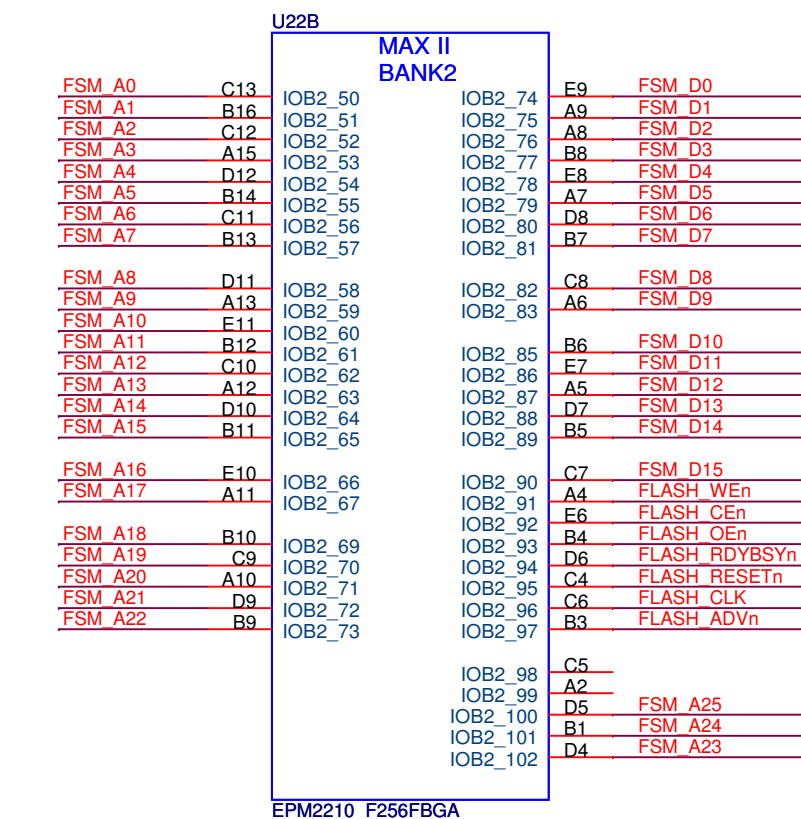 U22B
MAX II
BANK2
FSM_A0 C13 IOB2_50 IOB2_74 E9 FSM_D0
FSM_A1 B16 IOB2_51 IOB2_75 A9 FSM_D1
FSM_A2 C12 IOB2_52 IOB2_76 A8 FSM_D2
FSM_A3 A15 IOB2_53 IOB2_77 B8 FSM_D3
FSM_A4 D12 IOB2_54 IOB2_78 E8 FSM_D4
FSM_A5 B14 IOB2_55 IOB2_79 A7 FSM_D5
FSM_A6 C11 IOB2_56 IOB2_80 D8 FSM_D6
FSM_A7 B13 IOB2_57 IOB2_81 B7 FSM_D7
FSM_A8 D11 IOB2_58 IOB2_82 C8 FSM_D8
FSM_A9 A13 IOB2_59 IOB2_83 A6 FSM_D9
FSM_A10 E11 IOB2_60
FSM_A11 B12 IOB2_61 IOB2_85 B6 FSM_D10
FSM_A12 C10 IOB2_62 IOB2_86 E7 FSM_D11
FSM_A13 A12 IOB2_63 IOB2_87 A5 FSM_D12
FSM_A14 D10 IOB2_64 IOB2_88 D7 FSM_D13
FSM_A15 B11 IOB2_65 IOB2_89 B5 FSM_D14
FSM_A16 E10 IOB2_66 IOB2_90 C7 FSM_D15
FSM_A17 A11 IOB2_67 IOB2_91 A4 FLASH_WEn
IOB2_92 E6 FLASH_CEn
FSM_A18 B10 IOB2_69 IOB2_93 B4 FLASH_OEn
FSM_A19 C9 IOB2_70 IOB2_94 D6 FLASH_RDYBSYn
FSM_A20 A10 IOB2_71 IOB2_95 C4 FLASH_RESETn
FSM_A21 D9 IOB2_72 IOB2_96 C6 FLASH_CLK
FSM_A22 B9 IOB2_73 IOB2_97 B3 FLASH_ADVn
IOB2_98 C5
IOB2_99 A2
IOB2_100 D5 FSM_A25
IOB2_101 B1 FSM_A24
IOB2_102 D4 FSM_A23
EPM2210_F256FBGA